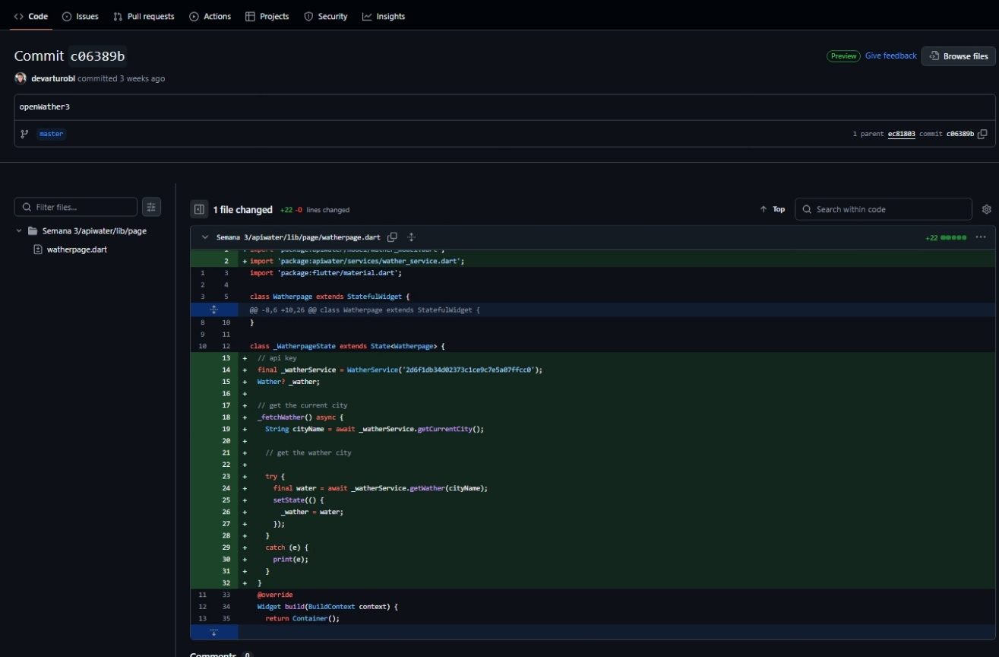 Code Issues Pull requests Actions Projects Security Insights
Commit c06389b
Preview Give feedback Browse files
devarturobl committed 3 weeks ago
openWather3
master
1 parent ec81803 commit c06389b
Filter files...
Semana 3/apiwater/lib/page
watherpage.dart
1 file changed +22 -0 lines changed
Top
Search within code
Semana 3/apiwater/lib/page/watherpage.dart
+22
1 + import 'package:apiwater/model/wather_model.dart';
2 + import 'package:apiwater/services/wather_service.dart';
1 3 import 'package:flutter/material.dart';
2 4
3 5 class Watherpage extends StatefulWidget {
@@ -8,6 +10,26 @@ class Watherpage extends StatefulWidget {
8 10 }
9 11
10 12 class _WatherpageState extends State<Watherpage> {
13 + // api key
14 + final _watherService = WatherService('2d6f1db34d02373c1ce9c7e5a07ffcc0');
15 + Wather? _wather;
16 +
17 + // get the current city
18 + _fetchWather() async {
19 + String cityName = await _watherService.getCurrentCity();
20 +
21 + // get the wather city
22 +
23 + try {
24 + final water = await _watherService.getWather(cityName);
25 + setState(() {
26 + _wather = water;
27 + });
28 + }
29 + catch (e) {
30 + print(e);
31 + }
32 + }
11 33 @override
12 34 Widget build(BuildContext context) {
13 35 return Container();
Comments 0